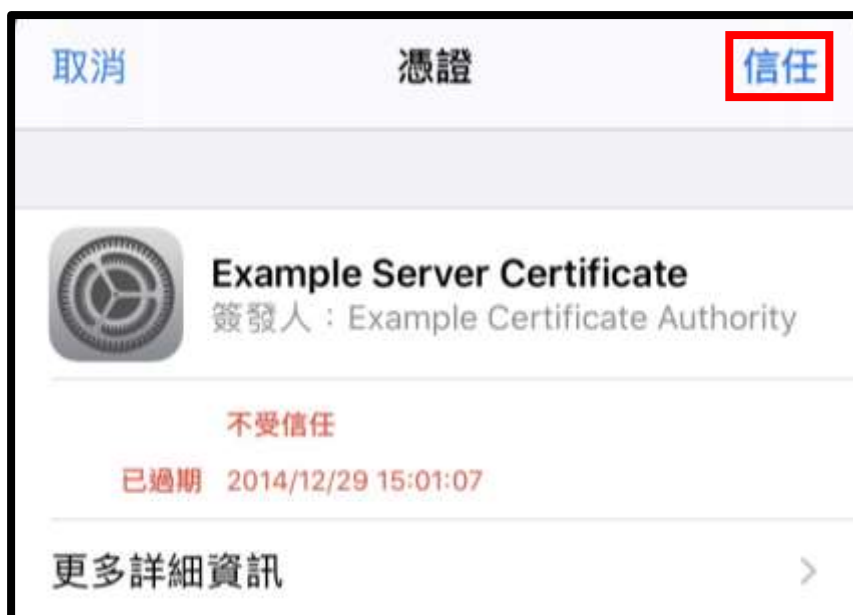 取消 憑證 信任
Example Server Certificate
簽發人：Example Certificate Authority
不受信任
已過期 2014/12/29 15:01:07
更多詳細資訊